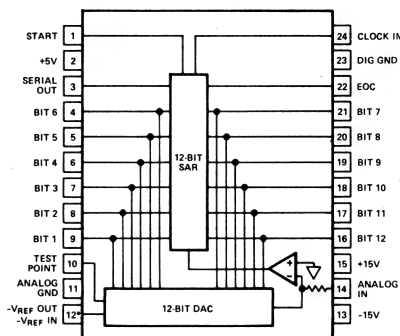 START 1
+5V 2
SERIAL OUT 3
BIT 6 4
BIT 5 5
BIT 4 6
BIT 3 7
BIT 2 8
BIT 1 9
TEST POINT 10
ANALOG GND 11
-VREF OUT
-VREF IN 12*
12-BIT SAR
12-BIT DAC
+
-
24 CLOCK IN
23 DIG GND
22 EOC
21 BIT 7
20 BIT 8
19 BIT 9
18 BIT 10
17 BIT 11
16 BIT 12
15 +15V
14 ANALOG IN
13 -15V